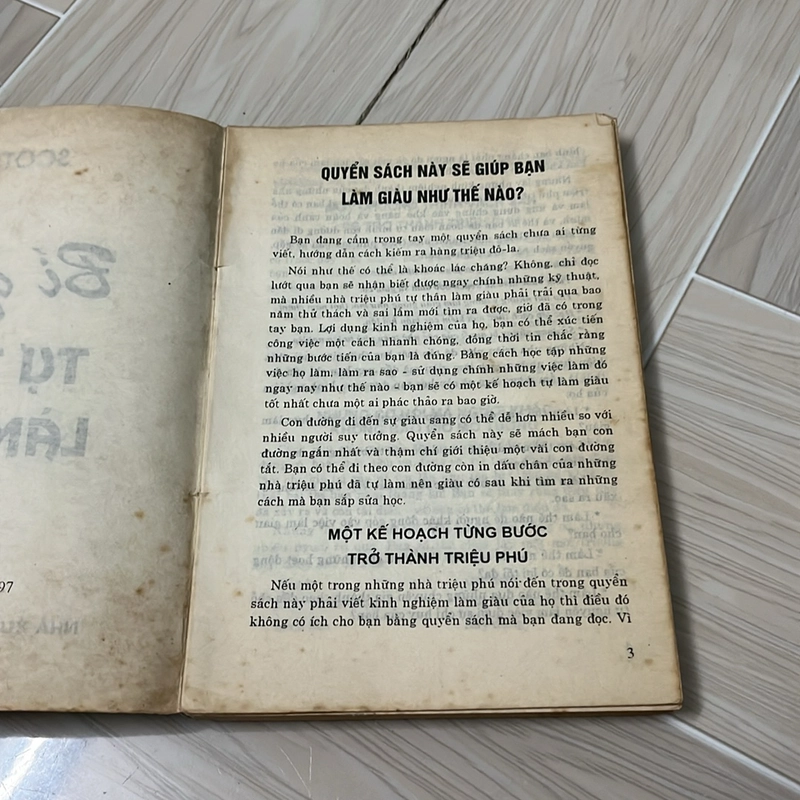 97
QUYỂN SÁCH NÀY SẼ GIÚP BẠN
LÀM GIÀU NHƯ THẾ NÀO?
Bạn đang cầm trong tay một quyển sách chưa ai từng
viết, hướng dẫn cách kiếm ra hàng triệu đô-la.
Nói như thế có thể là khoác lác chăng? Không, chỉ đọc
lướt qua bạn sẽ nhận biết được ngay chính những kỹ thuật,
mà nhiều nhà triệu phú tự thân làm giàu phải trải qua bao
năm thử thách và sai lầm mới tìm ra được, giờ đã có trong
tay bạn. Lợi dụng kinh nghiệm của họ, bạn có thể xúc tiến
công việc một cách nhanh chóng, đồng thời tin chắc rằng
những bước tiến của bạn là đúng. Bằng cách học tập những
việc họ làm, làm ra sao - sử dụng chính những việc làm đó
ngay nay như thế nào - bạn sẽ có một kế hoạch tự làm giàu
tốt nhất chưa một ai phác thảo ra bao giờ.
Con đường đi đến sự giàu sang có thể dễ hơn nhiều so với
nhiều người suy tưởng. Quyển sách này sẽ mách bạn con
đường ngắn nhất và thậm chí giới thiệu một vài con đường
tắt. Bạn có thể đi theo con đường còn in dấu chân của những
nhà triệu phú đã tự làm nên giàu có sau khi tìm ra những
cách mà bạn sắp sửa học.
MỘT KẾ HOẠCH TỪNG BƯỚC
TRỞ THÀNH TRIỆU PHÚ
Nếu một trong những nhà triệu phú nói đến trong quyển
sách này phải viết kinh nghiệm làm giàu của họ thì điều đó
không có ích cho bạn bằng quyển sách mà bạn đang đọc. Vì
3